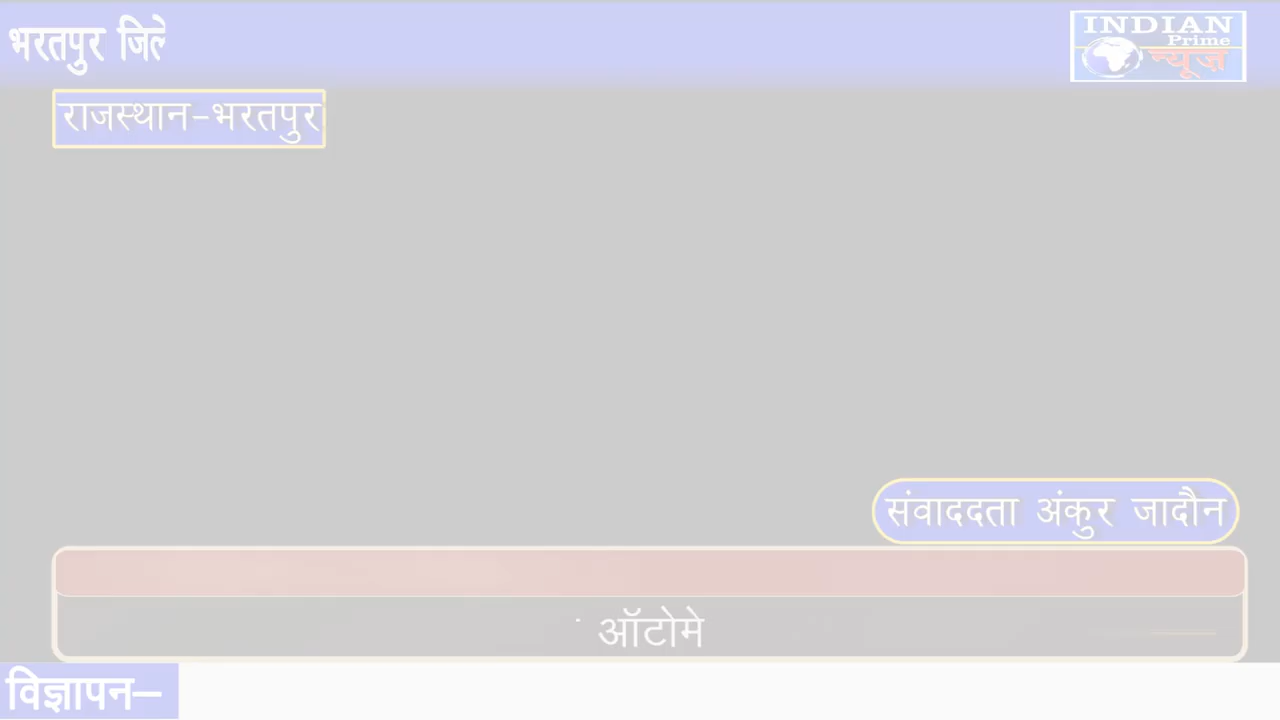 भरतपुर जिले
INDIAN
Prime
न्यूज़
राजस्थान-भरतपुर
संवाददता अंकुर जादौन
ऑटोमे
विज्ञापन–